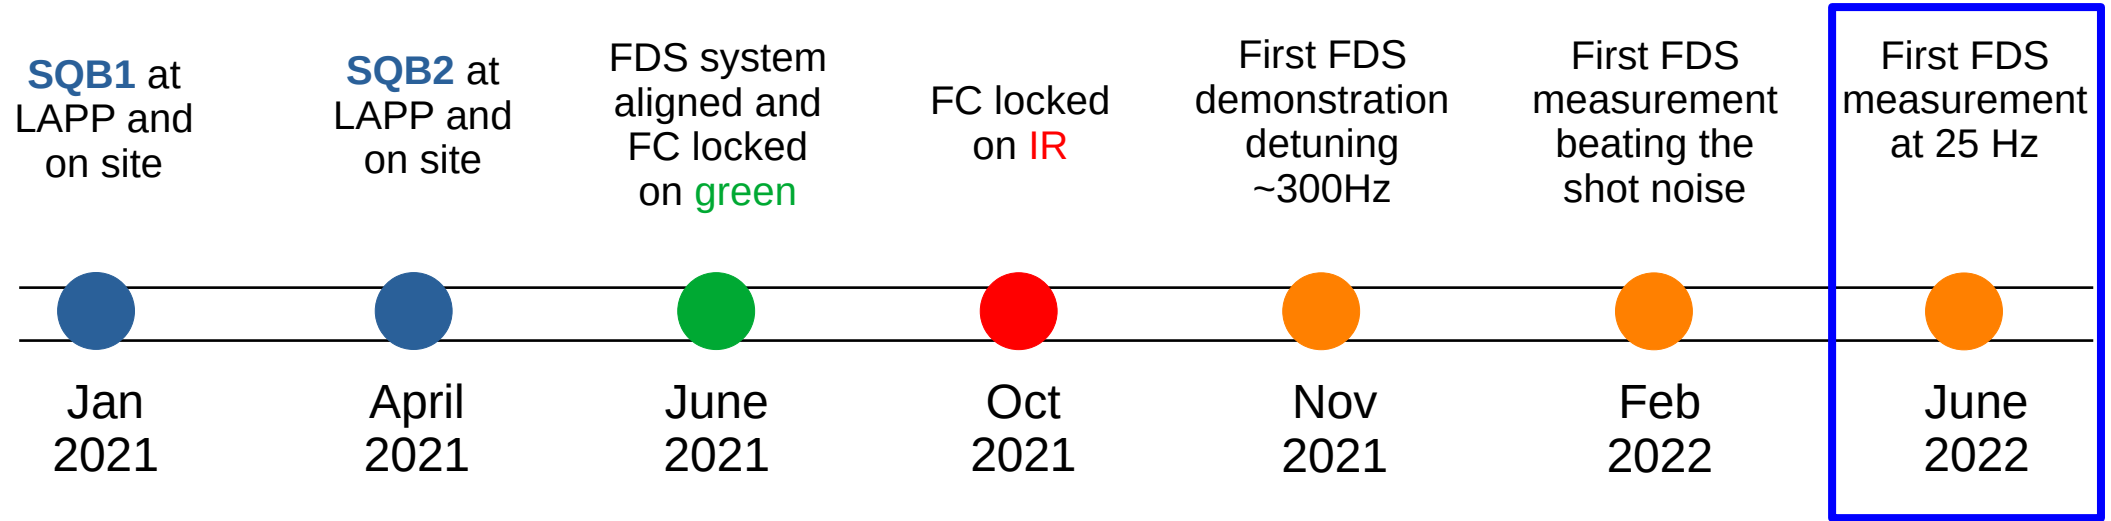 SQB1 at
LAPP and
on site
SQB2 at
LAPP and
on site
FDS system
aligned and
FC locked
on green
FC locked
on IR
First FDS
demonstration
detuning
~300Hz
First FDS
measurement
beating the
shot noise
First FDS
measurement
at 25 Hz
Jan
2021
April
2021
June
2021
Oct
2021
Nov
2021
Feb
2022
June
2022